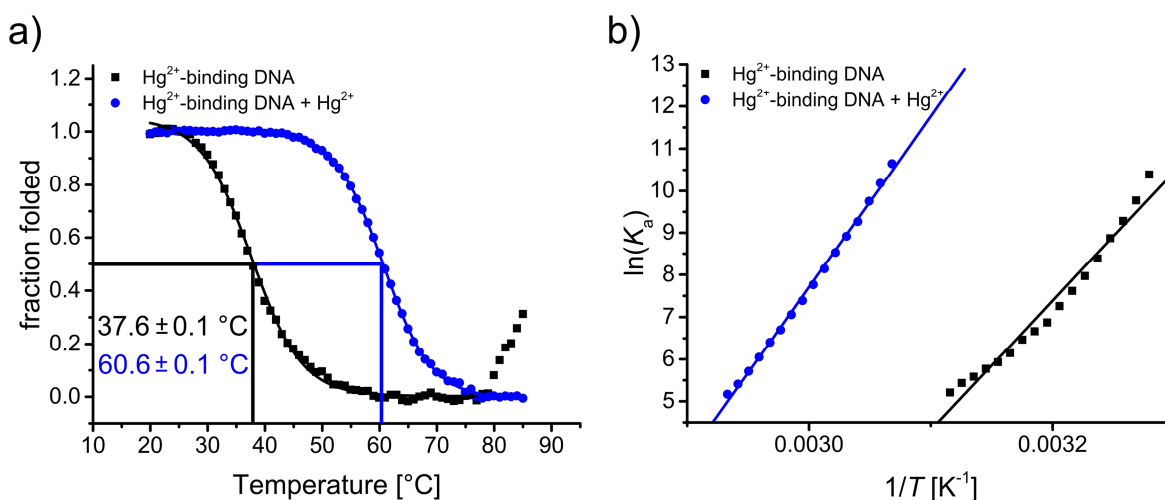 a)
Hg²⁺-binding DNA
Hg²⁺-binding DNA + Hg²⁺
1.2
1.0
0.8
0.6
0.4
0.2
0.0
fraction folded
37.6 ± 0.1 °C
60.6 ± 0.1 °C
10 20 30 40 50 60 70 80 90
Temperature [°C]
b)
Hg²⁺-binding DNA
Hg²⁺-binding DNA + Hg²⁺
13
12
11
10
9
8
7
6
5
ln(Kₐ)
0.0030 0.0032
1/T [K⁻¹]